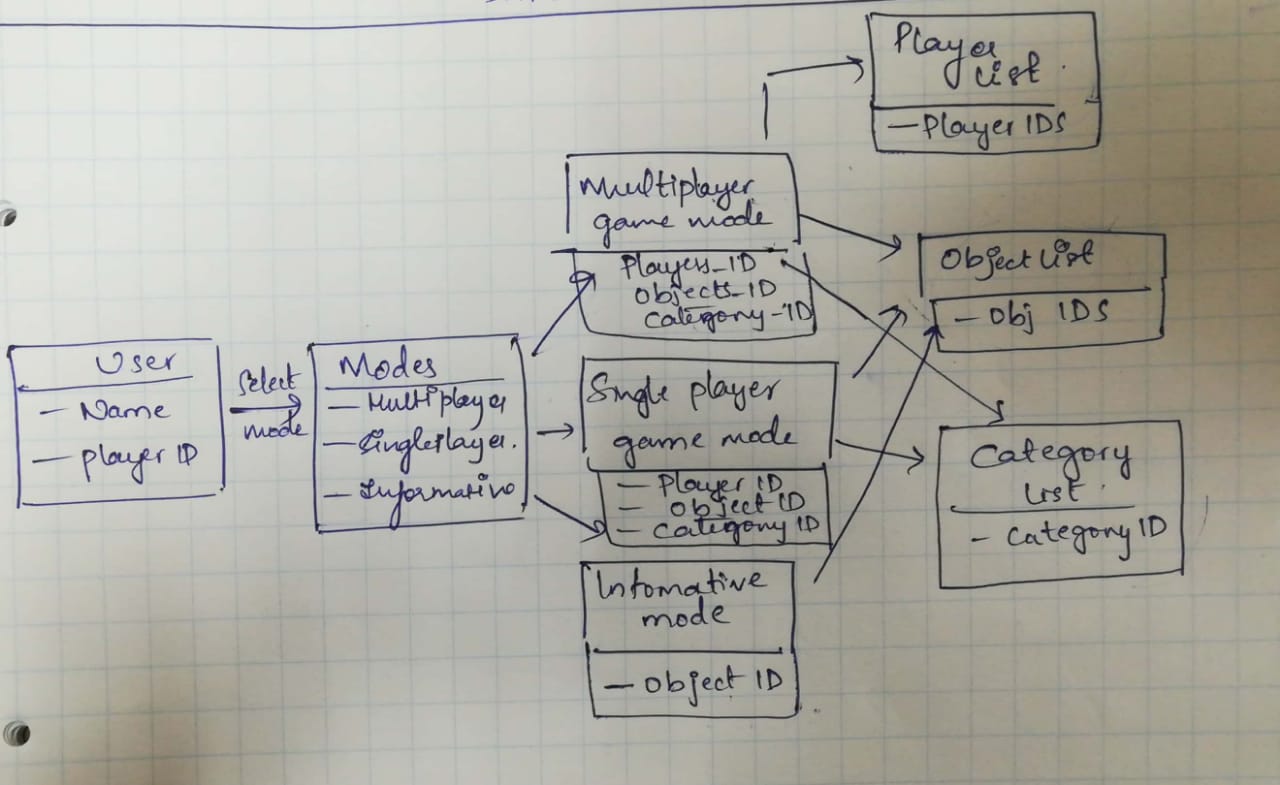 User
— Name
— player ID
Select
mode
Modes
— Multiplayer
— Singleplayer.
— Informative
Multiplayer
game mode
Players_ID
Objects_ID
Category-ID
Single player
game mode
— Player ID
— Object ID
— Category ID
Infomative
mode
— Object ID
Player
List.
— Player IDS
Object List
— Obj IDS
Category
List.
- Category ID